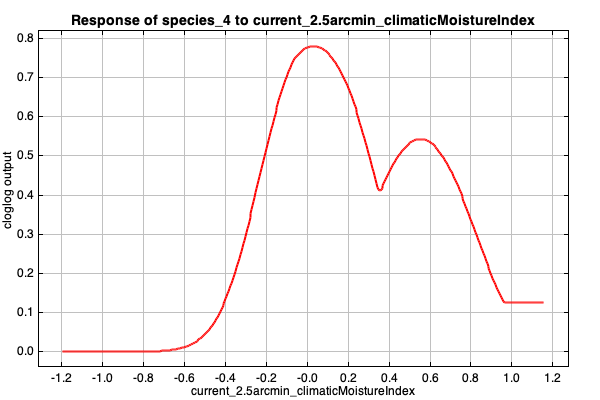 Response of species_4 to current_2.5arcmin_climaticMoistureIndex
0.8
0.7
0.6
0.5
0.4
0.3
0.2
0.1
0.0
cloglog output
-1.2 -1.0 -0.8 -0.6 -0.4 -0.2 -0.0 0.2 0.4 0.6 0.8 1.0 1.2
current_2.5arcmin_climaticMoistureIndex